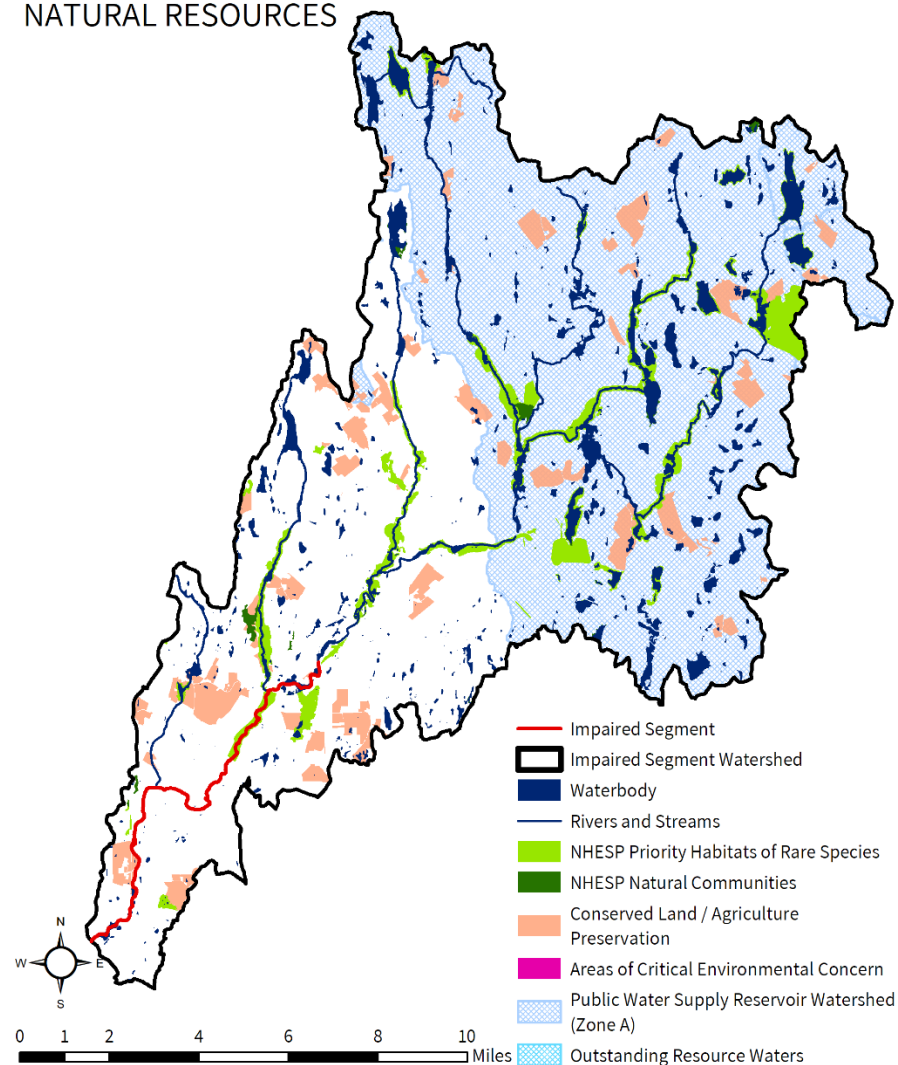 NATURAL RESOURCES
Impaired Segment
Impaired Segment Watershed
Waterbody
Rivers and Streams
NHESP Priority Habitats of Rare Species
NHESP Natural Communities
Conserved Land / Agriculture
Preservation
Areas of Critical Environmental Concern
Public Water Supply Reservoir Watershed
(Zone A)
Outstanding Resource Waters
N
W E
S
0 1 2 4 6 8 10
Miles